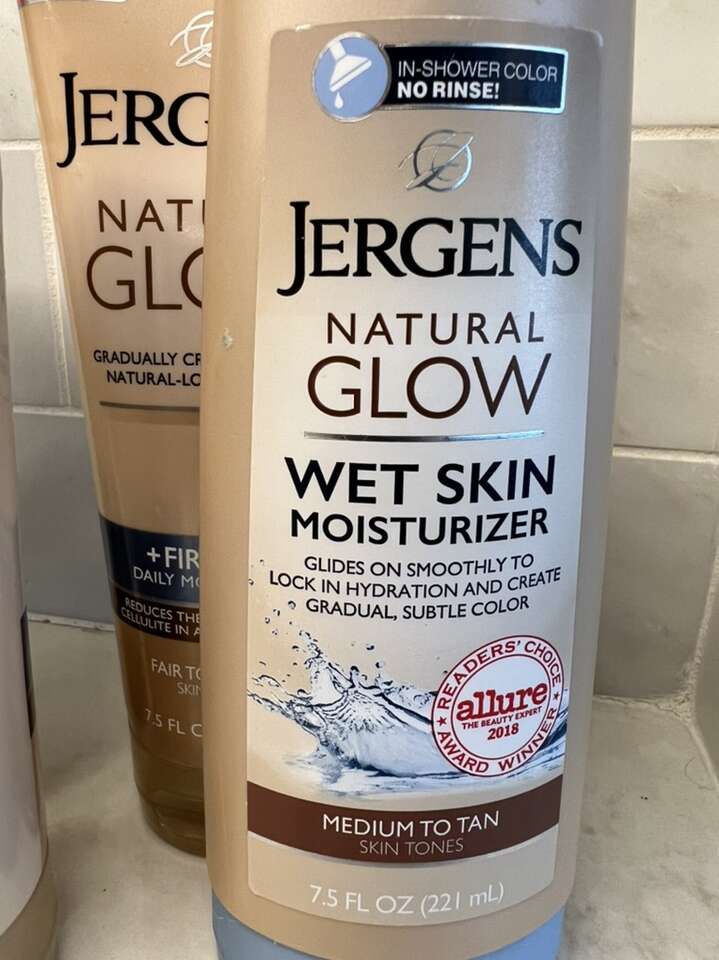 IN-SHOWER COLOR
NO RINSE!
JERGENS
NATURAL
GLOW
WET SKIN
MOISTURIZER
GLIDES ON SMOOTHLY TO
LOCK IN HYDRATION AND CREATE
GRADUAL, SUBTLE COLOR
READERS' CHOICE
allure
THE BEAUTY EXPERT
2018
AWARD WINNER
MEDIUM TO TAN
SKIN TONES
7.5 FL OZ (221 mL)
JERG
NATU
GLO
GRADUALLY CR
NATURAL-LO
+FIR
DAILY MO
REDUCES THE
CELLULITE IN A
FAIR TO
SKIN
7.5 FL O